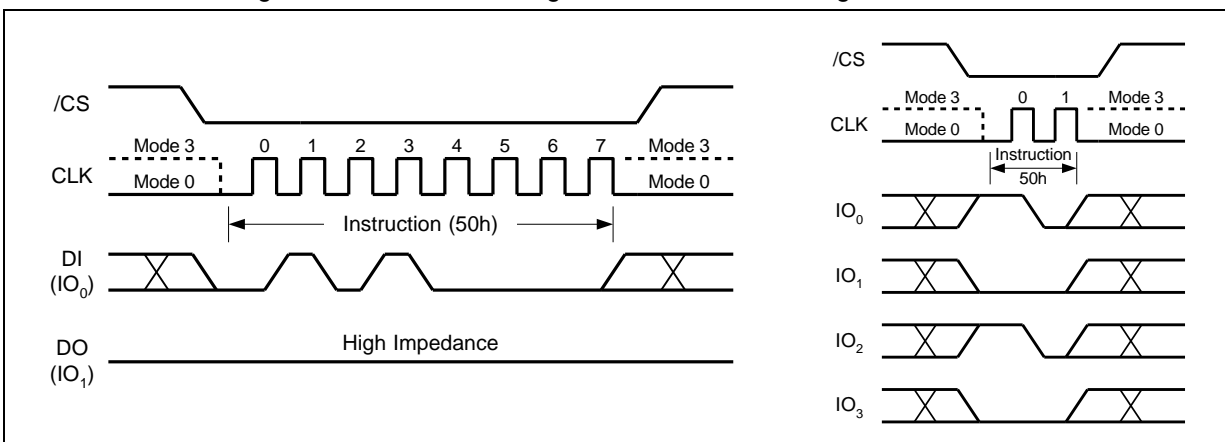 /CS
Mode 3 0 1 2 3 4 5 6 7 Mode 3
CLK Mode 0 Mode 0
Instruction (50h)
DI
(IO0)
High Impedance
DO
(IO1)
/CS
Mode 3 0 1 Mode 3
CLK Mode 0 Mode 0
Instruction
50h
IO0
IO1
IO2
IO3